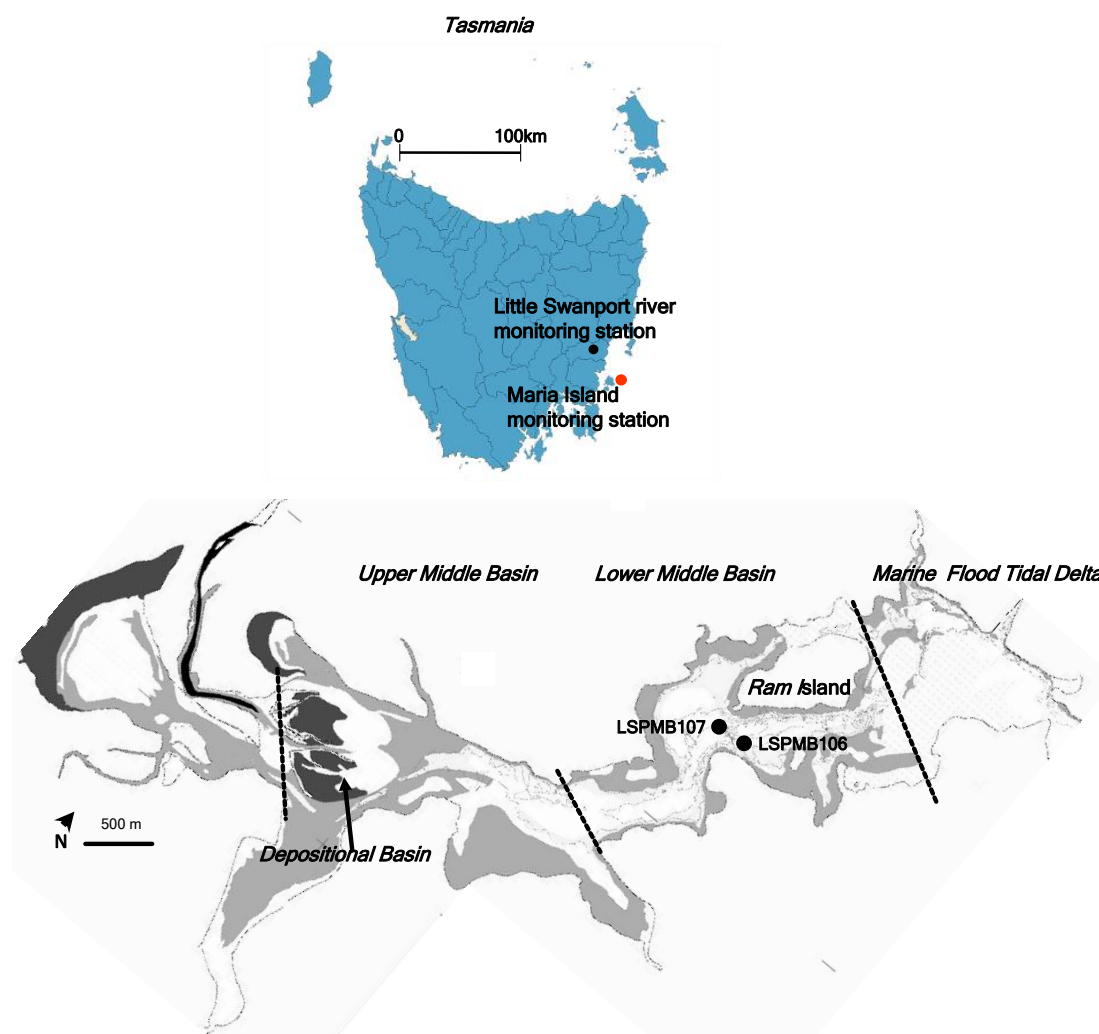 Tasmania
0 100km
Little Swanport river
monitoring station
Maria Island
monitoring station
Upper Middle Basin Lower Middle Basin Marine Flood Tidal Delta
Ram Island
LSPMB107
LSPMB106
500 m
N
Depositional Basin